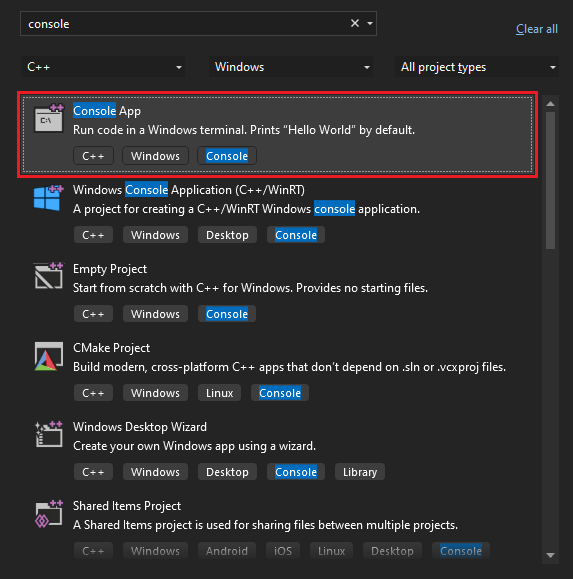 console
Clear all
C++ Windows All project types
Console App
Run code in a Windows terminal. Prints "Hello World" by default.
C++ Windows Console
Windows Console Application (C++/WinRT)
A project for creating a C++/WinRT Windows console application.
C++ Windows Desktop Console
Empty Project
Start from scratch with C++ for Windows. Provides no starting files.
C++ Windows Console
CMake Project
Build modern, cross-platform C++ apps that don't depend on .sln or .vcxproj files.
C++ Windows Linux Console
Windows Desktop Wizard
Create your own Windows app using a wizard.
C++ Windows Desktop Console Library
Shared Items Project
A Shared Items project is used for sharing files between multiple projects.
C++ Windows Android iOS Linux Desktop Console